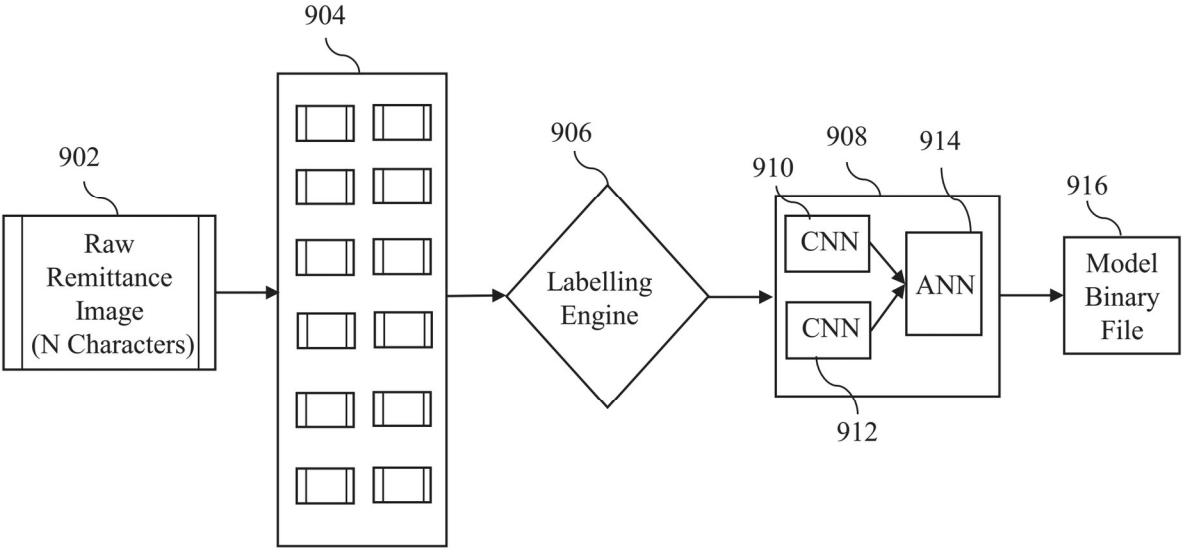 904
906
908
914
902
910
916
Raw
Remittance
Image
(N Characters)
Labelling
Engine
CNN
ANN
CNN
Model
Binary
File
912